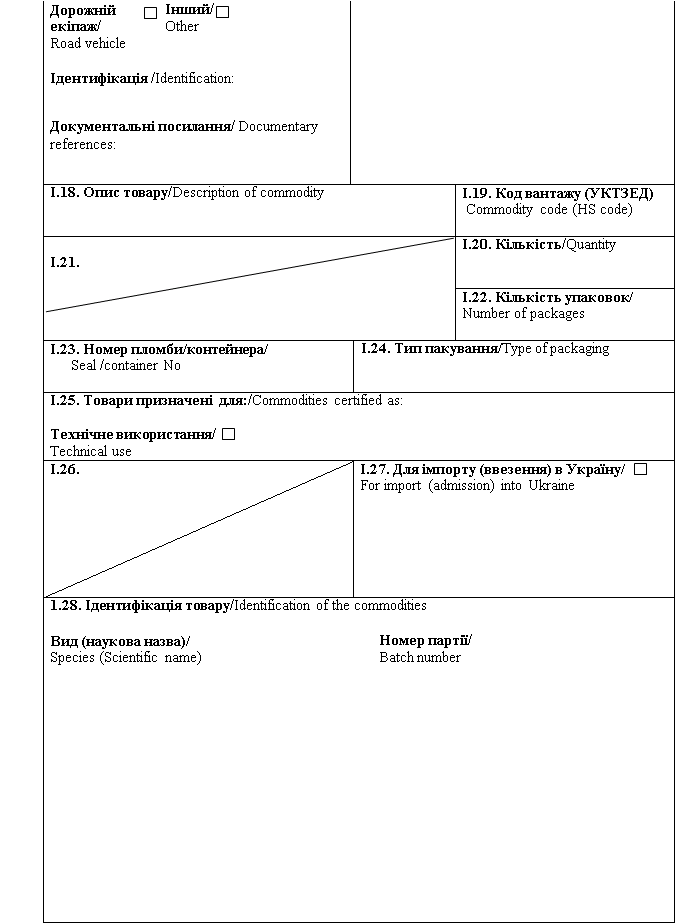 Дорожній
екіпаж/
Road vehicle
Інший/
Other
Ідентифікація /Identification:
Документальні посилання/ Documentary
references:
I.18. Опис товару/Description of commodity
I.19. Код вантажу (УКТЗЕД)
Commodity code (HS code)
I.21.
I.20. Кількість/Quantity
I.22. Кількість упаковок/
Number of packages
I.23. Номер пломби/контейнера/
Seal /container No
I.24. Тип пакування/Type of packaging
I.25. Товари призначені для:/Commodities certified as:
Технічне використання/
Technical use
I.26.
I.27. Для імпорту (ввезення) в Україну/
For import (admission) into Ukraine
1.28. Ідентифікація товару/Identification of the commodities
Вид (наукова назва)/
Species (Scientific name)
Номер партії/
Batch number